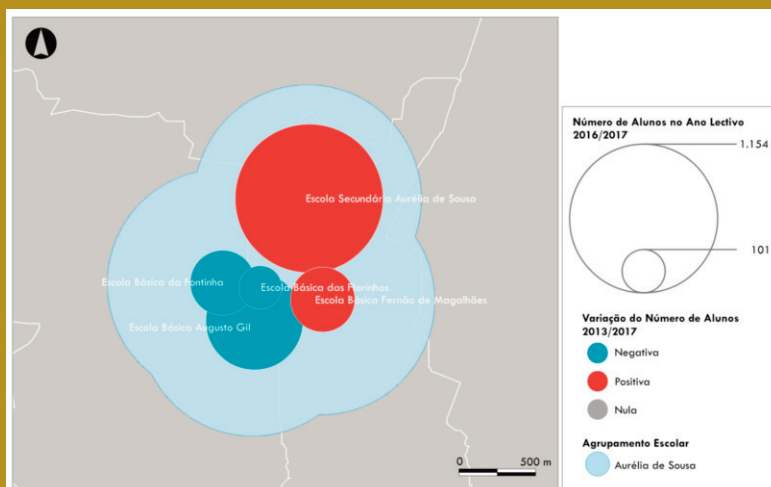 Escola Secundária Aurélia de Sousa
Escola Básica da Fontinha
Escola Básica das Florinhas
Escola Básica Fernão de Magalhões
Escola Básica Augusto Gil
0 500 m
Número de Alunos no Ano Lectivo
2016/2017
1.154
101
Variação do Número de Alunos
2013/2017
Negativa
Positiva
Nula
Agrupamento Escolar
Aurélia de Sousa